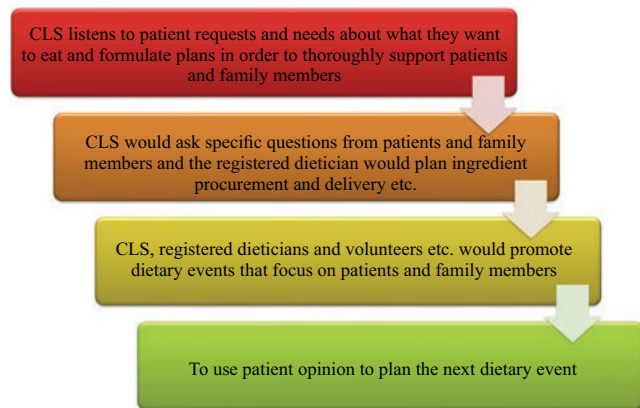 CLS listens to patient requests and needs about what they want
to eat and formulate plans in order to thoroughly support patients
and family members
CLS would ask specific questions from patients and family
members and the registered dietician would plan ingredient
procurement and delivery etc.
CLS, registered dieticians and volunteers etc. would promote
dietary events that focus on patients and family members
To use patient opinion to plan the next dietary event